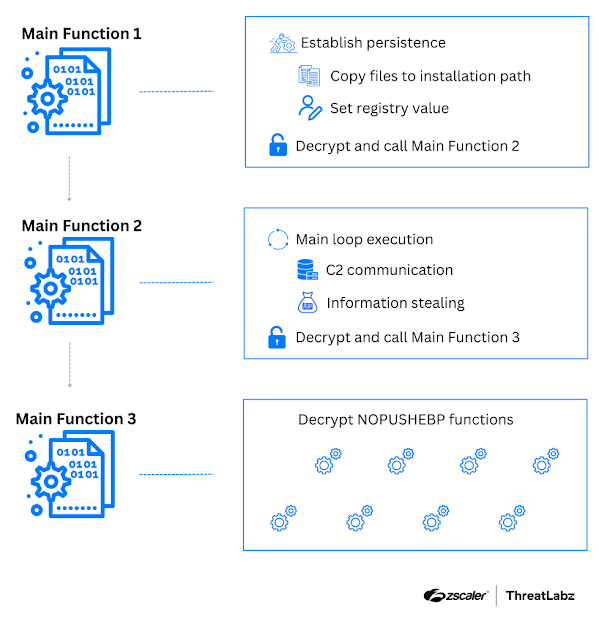 Main Function 1
0101
101
0101
Establish persistence
Copy files to installation path
Set registry value
Decrypt and call Main Function 2
Main Function 2
0101
101
0101
Main loop execution
C2 communication
Information stealing
Decrypt and call Main Function 3
Main Function 3
0101
0101
0101
Decrypt NOPUSHEBP functions
zscaler | ThreatLabz